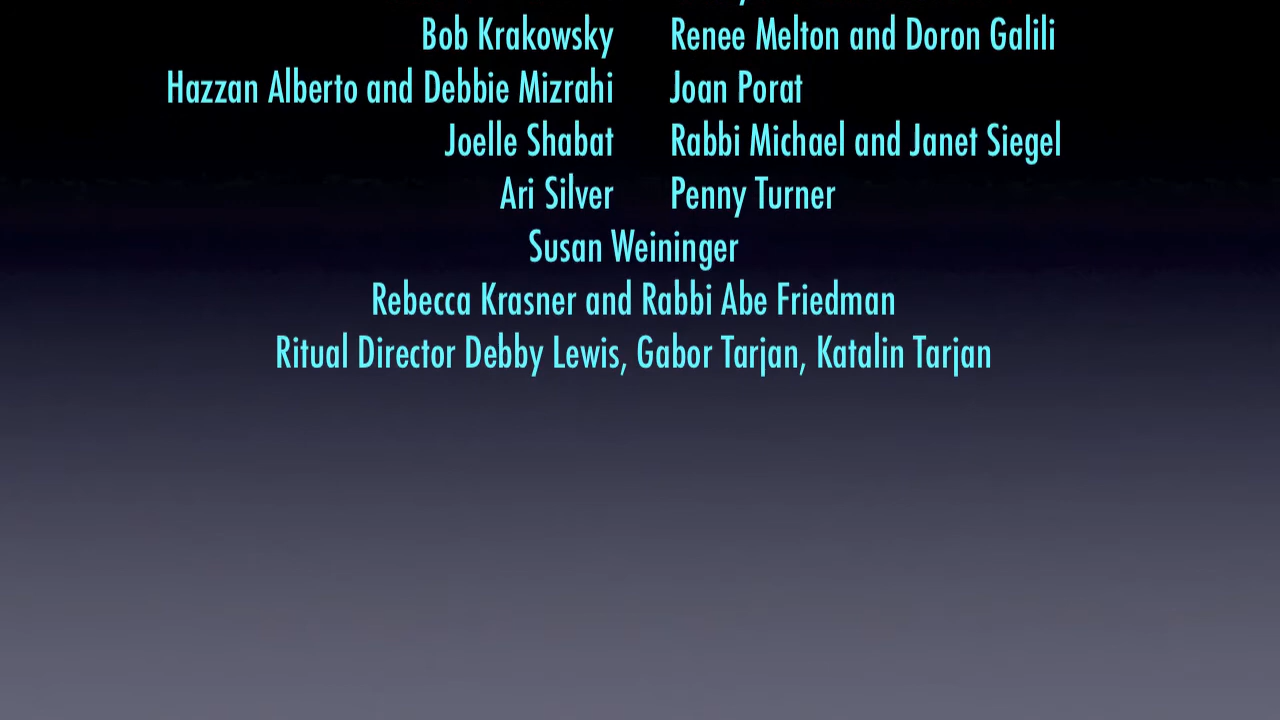 Bob Krakowsky Renee Melton and Doron Galili
Hazzan Alberto and Debbie Mizrahi Joan Porat
Joelle Shabat Rabbi Michael and Janet Siegel
Ari Silver Penny Turner
Susan Weininger
Rebecca Krasner and Rabbi Abe Friedman
Ritual Director Debby Lewis, Gabor Tarjan, Katalin Tarjan